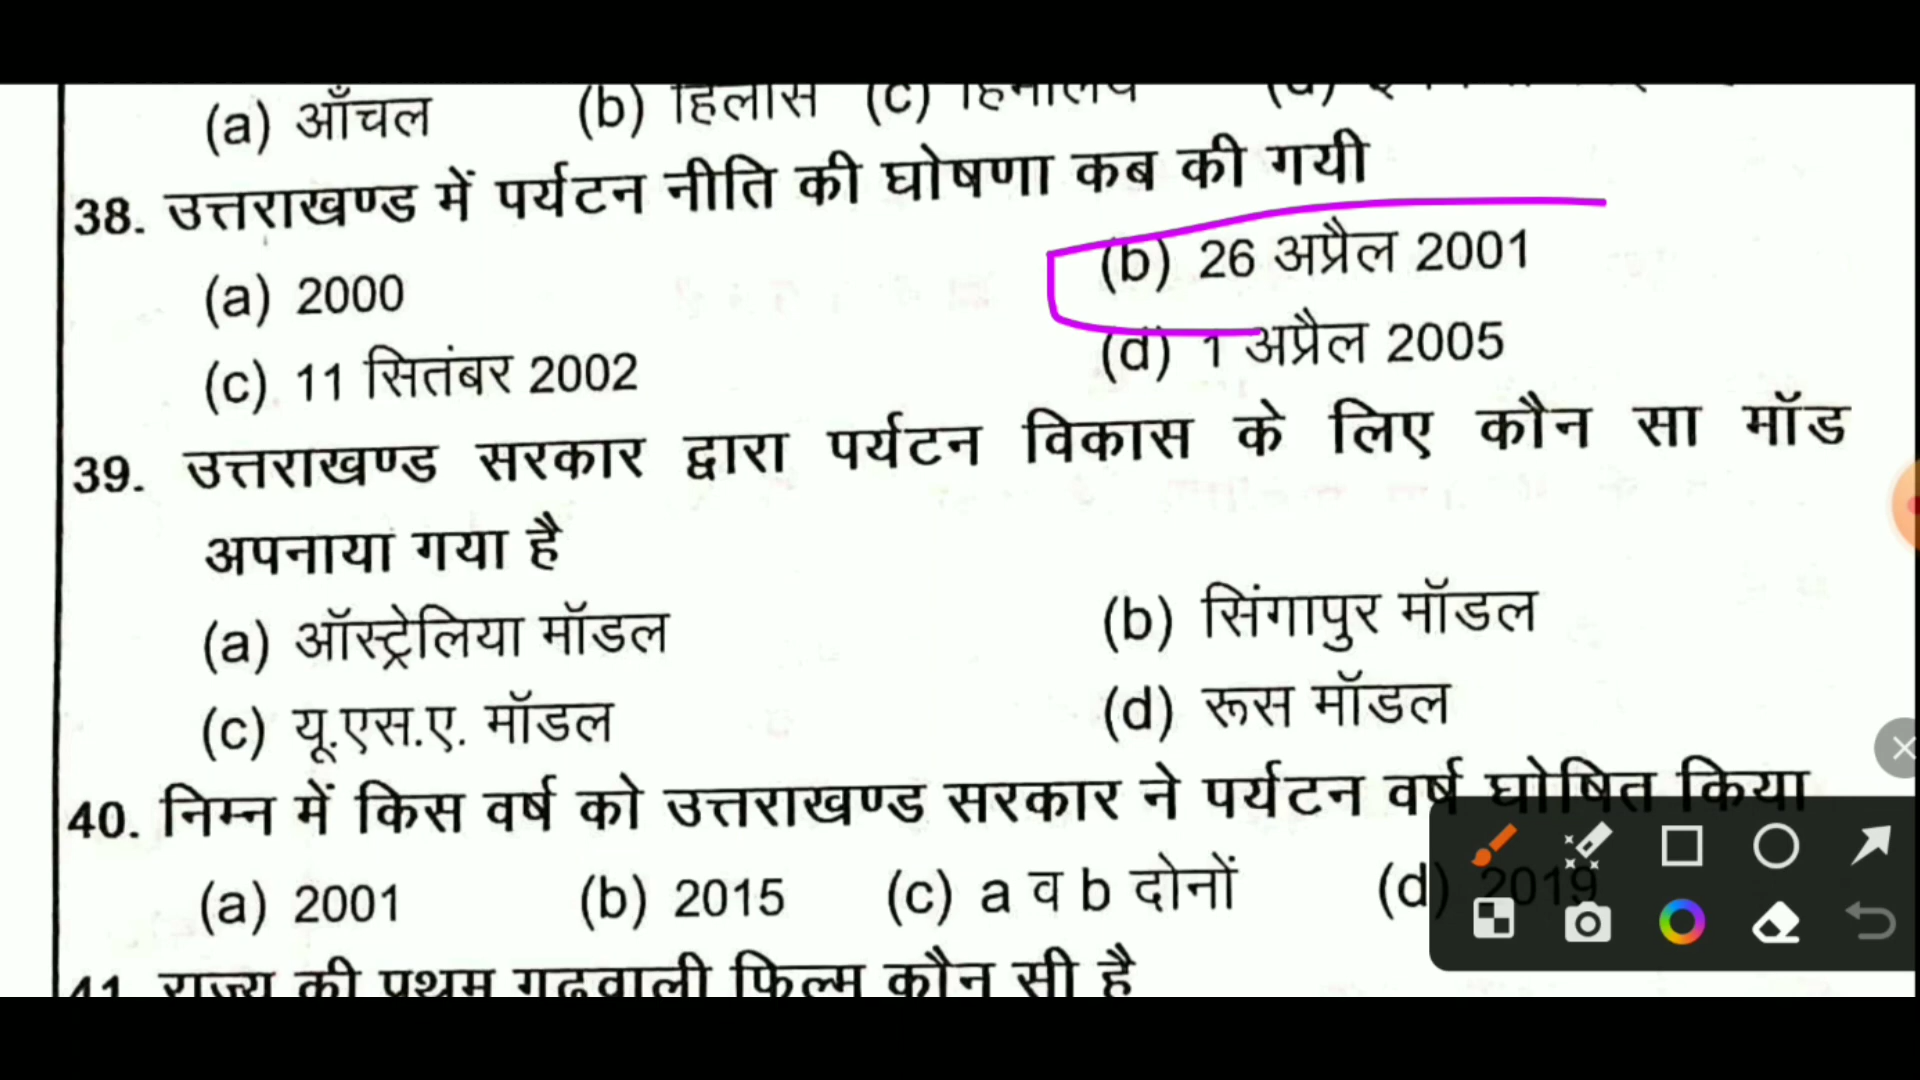 (a) आँचल (b) हिलांस (c) हिमालय
38. उत्तराखण्ड में पर्यटन नीति की घोषणा कब की गयी
(a) 2000 (b) 26 अप्रैल 2001
(c) 11 सितंबर 2002 (d) 1 अप्रैल 2005
39. उत्तराखण्ड सरकार द्वारा पर्यटन विकास के लिए कौन सा मॉड
अपनाया गया है
(a) ऑस्ट्रेलिया मॉडल (b) सिंगापुर मॉडल
(c) यू.एस.ए. मॉडल (d) रूस मॉडल
40. निम्न में किस वर्ष को उत्तराखण्ड सरकार ने पर्यटन वर्ष घोषित किया
(a) 2001 (b) 2015 (c) a व b दोनों (d) 2019
41. राज्य की प्रथम गढ़वाली फिल्म कौन सी है